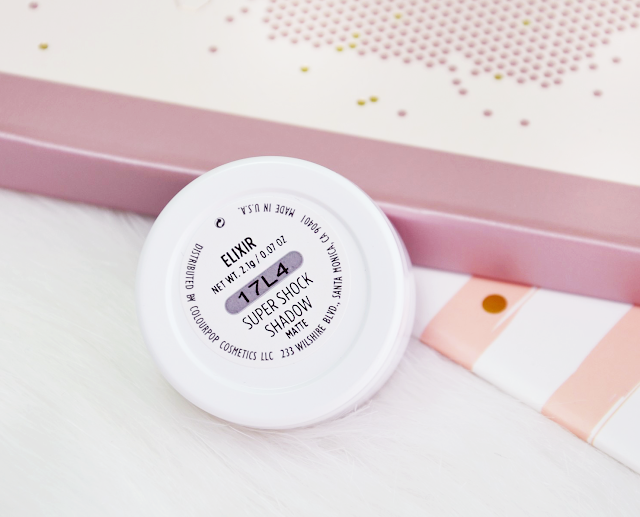 ELIXIR
NET WT. 2.1g / 0.07 OZ
17L4
SUPER SHOCK
SHADOW
MATTE
DISTRIBUTED BY COLOURPOP COSMETICS LLC 233 WILSHIRE BLVD., SANTA MONICA, CA 90401 MADE IN U.S.A.